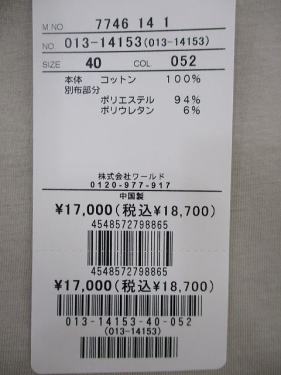 M.NO 7746 14 1
NO 013-14153(013-14153)
SIZE 40 COL 052
本体 コットン 100%
別布部分
ポリエステル 94%
ポリウレタン 6%
株式会社ワールド
0120-977-917
中国製
¥17,000(税込¥18,700)
4548572798865
4548572798865
¥17,000(税込¥18,700)
013-14153-40-052
(013-14153)